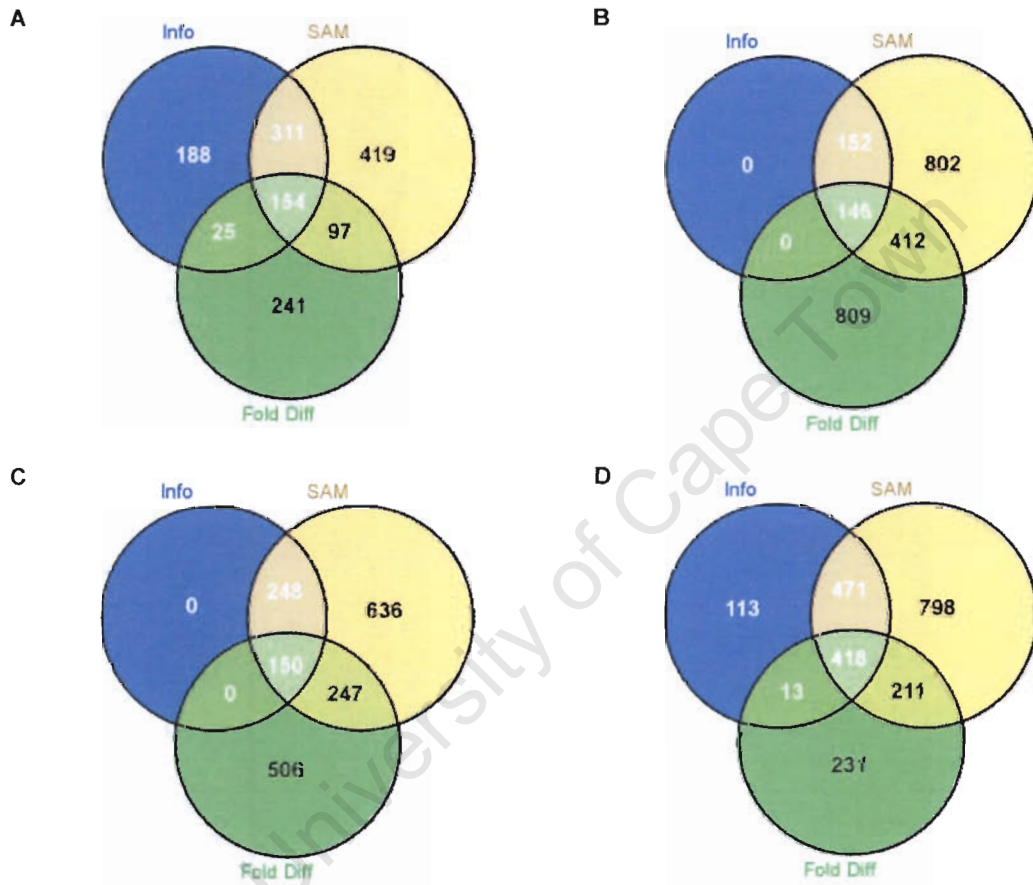 A
Info SAM
188 311 419
154
25 97
241
Fold Diff
B
Info SAM
0 152 802
146
0 412
809
Fold Diff
C
Info SAM
0 248 636
150
0 247
506
Fold Diff
D
Info SAM
113 471 798
418
13 211
231
Fold Diff
University of Cape Town